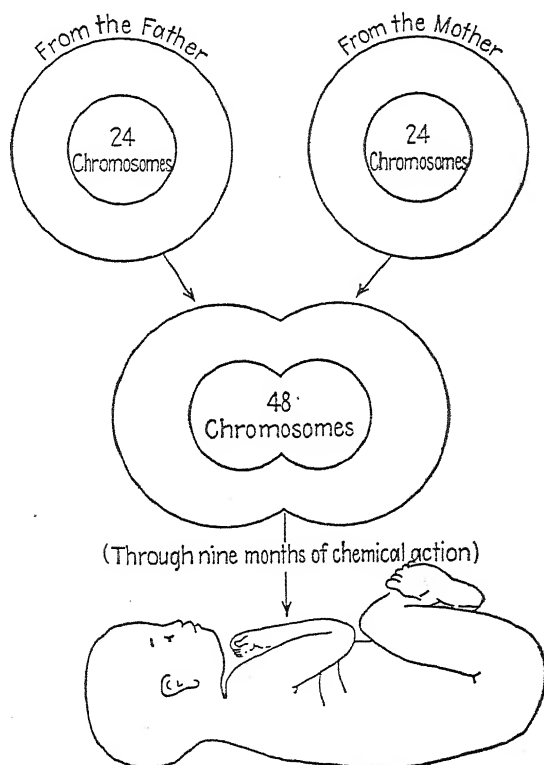 From the Father
From the Mother
24
Chromosomes
24
Chromosomes
48
Chromosomes
(Through nine months of chemical action)